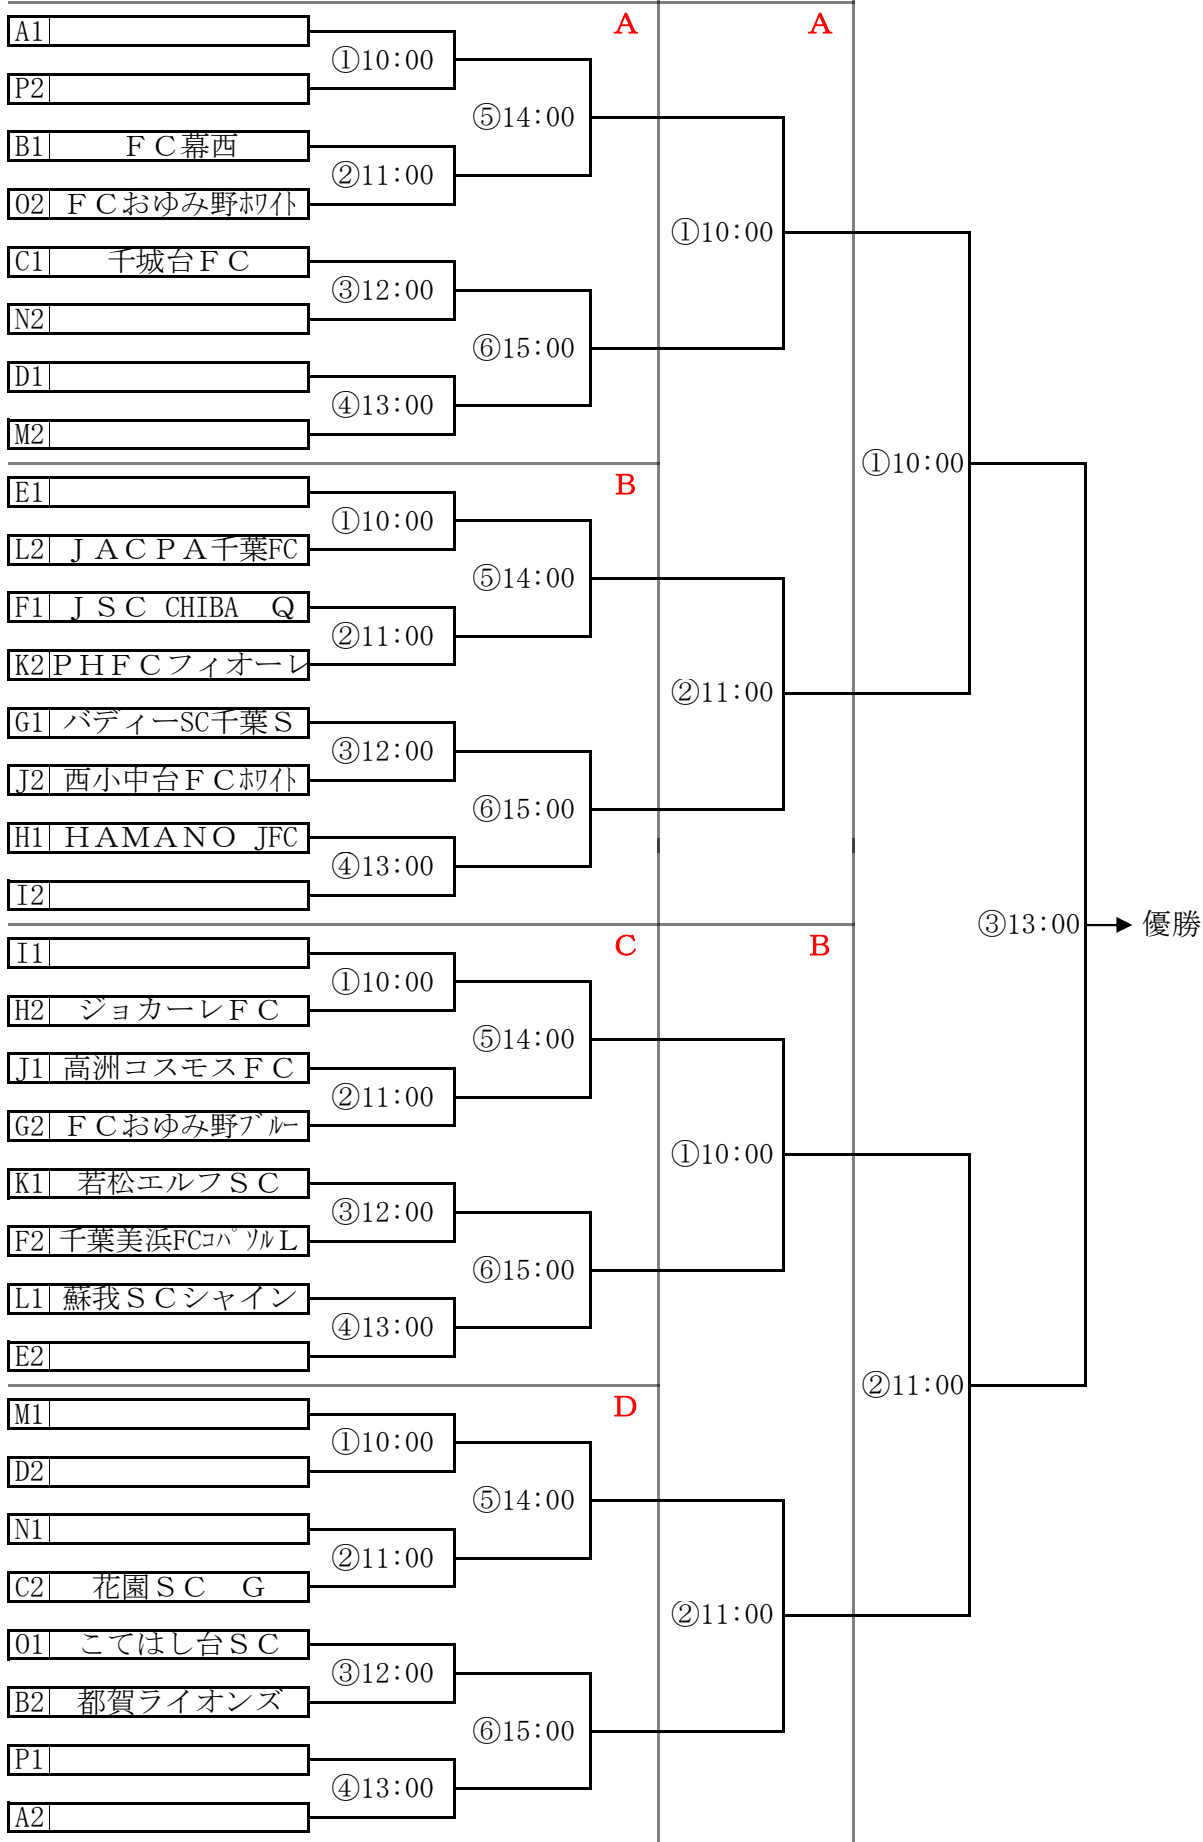 A
A
A1
①10:00
P2
⑤14:00
B1 ＦＣ幕西
②11:00
O2 ＦＣおゆみ野ﾎﾜｲﾄ
①10:00
C1 千城台ＦＣ
③12:00
N2
⑥15:00
D1
④13:00
M2
①10:00
B
E1
①10:00
L2 ＪＡＣＰＡ千葉FC
⑤14:00
F1 ＪＳＣ CHIBA　Ｑ
②11:00
K2 ＰＨＦＣフィオーレ
②11:00
G1 バディーSC千葉Ｓ
③12:00
J2 西小中台ＦＣﾎﾜｲﾄ
⑥15:00
H1 ＨＡＭＡＮＯ JFC
④13:00
I2
③13:00 優勝
C
B
I1
①10:00
H2 ジョカーレＦＣ
⑤14:00
J1 高洲コスモスＦＣ
②11:00
G2 ＦＣおゆみ野ﾌﾞﾙｰ
①10:00
K1 若松エルフＳＣ
③12:00
F2 千葉美浜FCｺﾊﾟｿﾙＬ
⑥15:00
L1 蘇我ＳＣシャイン
④13:00
E2
②11:00
D
M1
①10:00
D2
⑤14:00
N1
②11:00
C2 花園ＳＣ　Ｇ
②11:00
O1 こてはし台ＳＣ
③12:00
B2 都賀ライオンズ
⑥15:00
P1
④13:00
A2